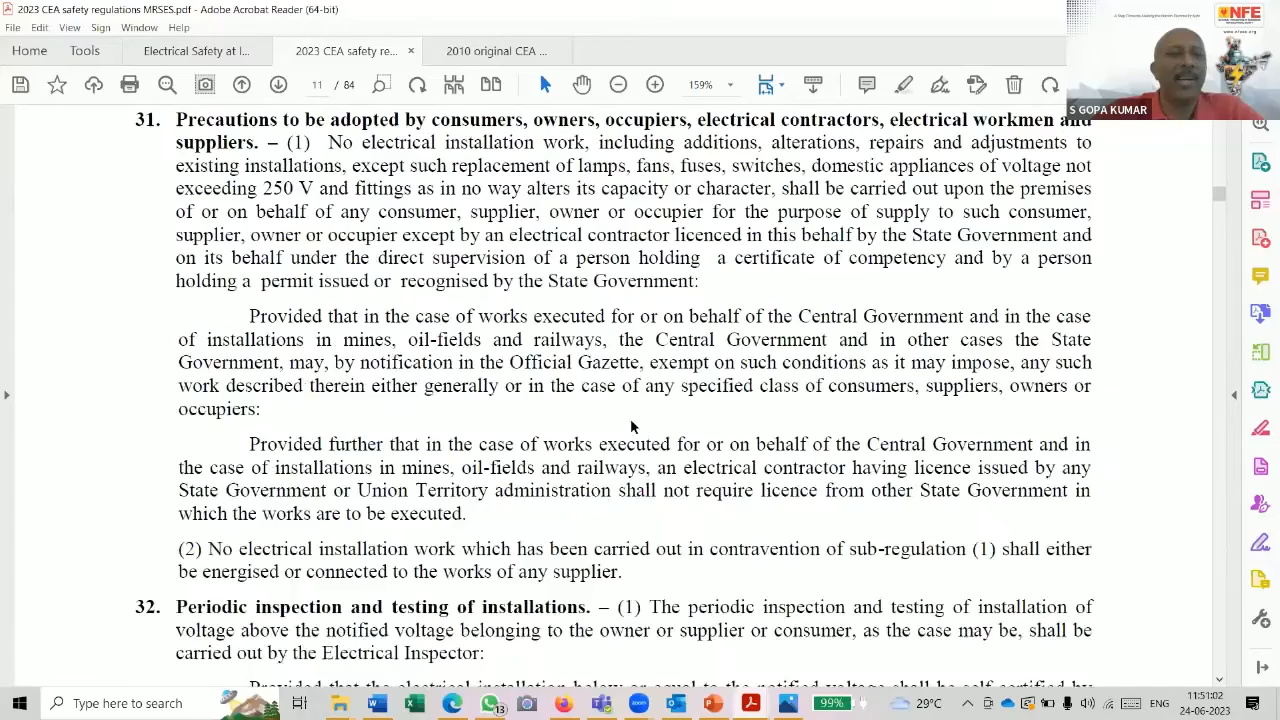 2023 CEA safety regulations MRSES.pdf - Adobe Acrobat Reader (64-bit)
File Edit View Sign Window Help
Home Tools Electrical safety at I... 2023 CEA safety re... × Original
11 / 84 159%
A Step Towards Making the Nation Electrical Fire Safe
NFE
www.nfees.org
S GOPA KUMAR
31. Precautions to be adopted by consumers, owners, occupiers, electrical contractors, electrical workmen and
suppliers. – (1) No electrical installation work, including additions, alterations, repairs and adjustments to
existing installations, except such replacement of lamps, fans, fuses, switches, domestic appliances of voltage not
exceeding 250 V and fittings as in no way alters its capacity or character, shall be carried out upon the premises
of or on behalf of any consumer, supplier, owner or occupier for the purpose of supply to such consumer,
supplier, owner or occupier except by an electrical contractor licenced in this behalf by the State Government and
on its behalf under the direct supervision of a person holding a certificate of competency and by a person
holding a permit issued or recognised by the State Government:
Provided that in the case of works executed for or on behalf of the Central Government and in the case
of installations in mines, oil-fields and railways, the Central Government and in other cases the State
Government, may, by notification in the Official Gazette, exempt on such conditions as it may impose, any such
work described therein either generally or in the case of any specified class of consumers, suppliers, owners or
occupiers:
Provided further that in the case of works executed for or on behalf of the Central Government and in
the case of installations in mines, oil-fields and railways, an electrical contractor having licence issued by any
State Government or Union Territory administration shall not require licence from other State Government in
which the works are to be executed.
(2) No electrical installation work which has been carried out in contravention of sub-regulation (1) shall either
be energised or connected to the works of any supplier.
32. Periodic inspection and testing of installations. – (1) The periodic inspection and testing of installation of
voltage above the notified voltage belonging to the owner or supplier or consumer, as the case may be, shall be
carried out by the Electrical Inspector:
Type here to search
zoom
99%
29°C
ENG
11:51:02
24-06-2023